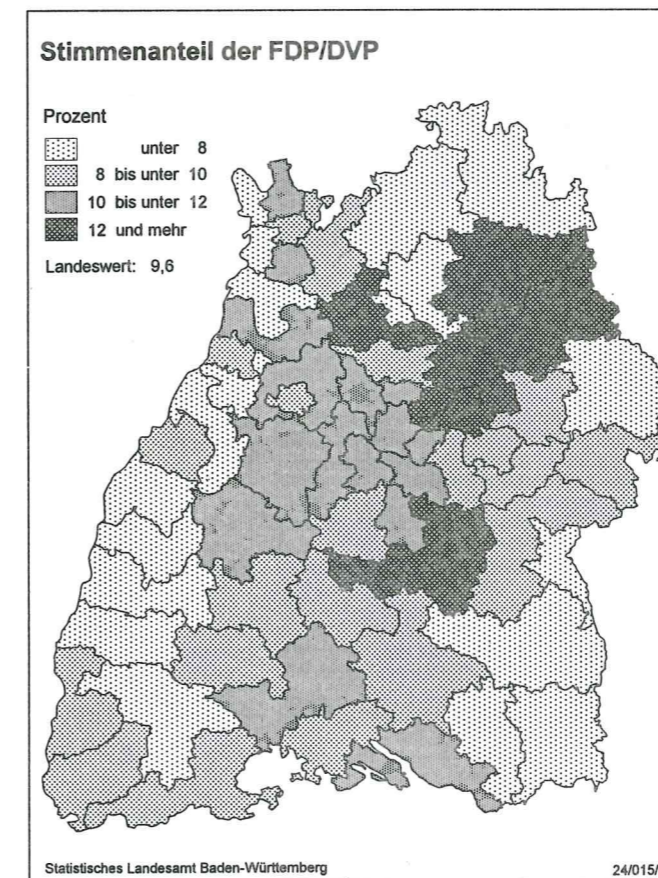 Stimmenanteil der FDP/DVP
Prozent
unter 8
8 bis unter 10
10 bis unter 12
12 und mehr
Landeswert: 9,6
Statistisches Landesamt Baden-Württemberg
24/015/